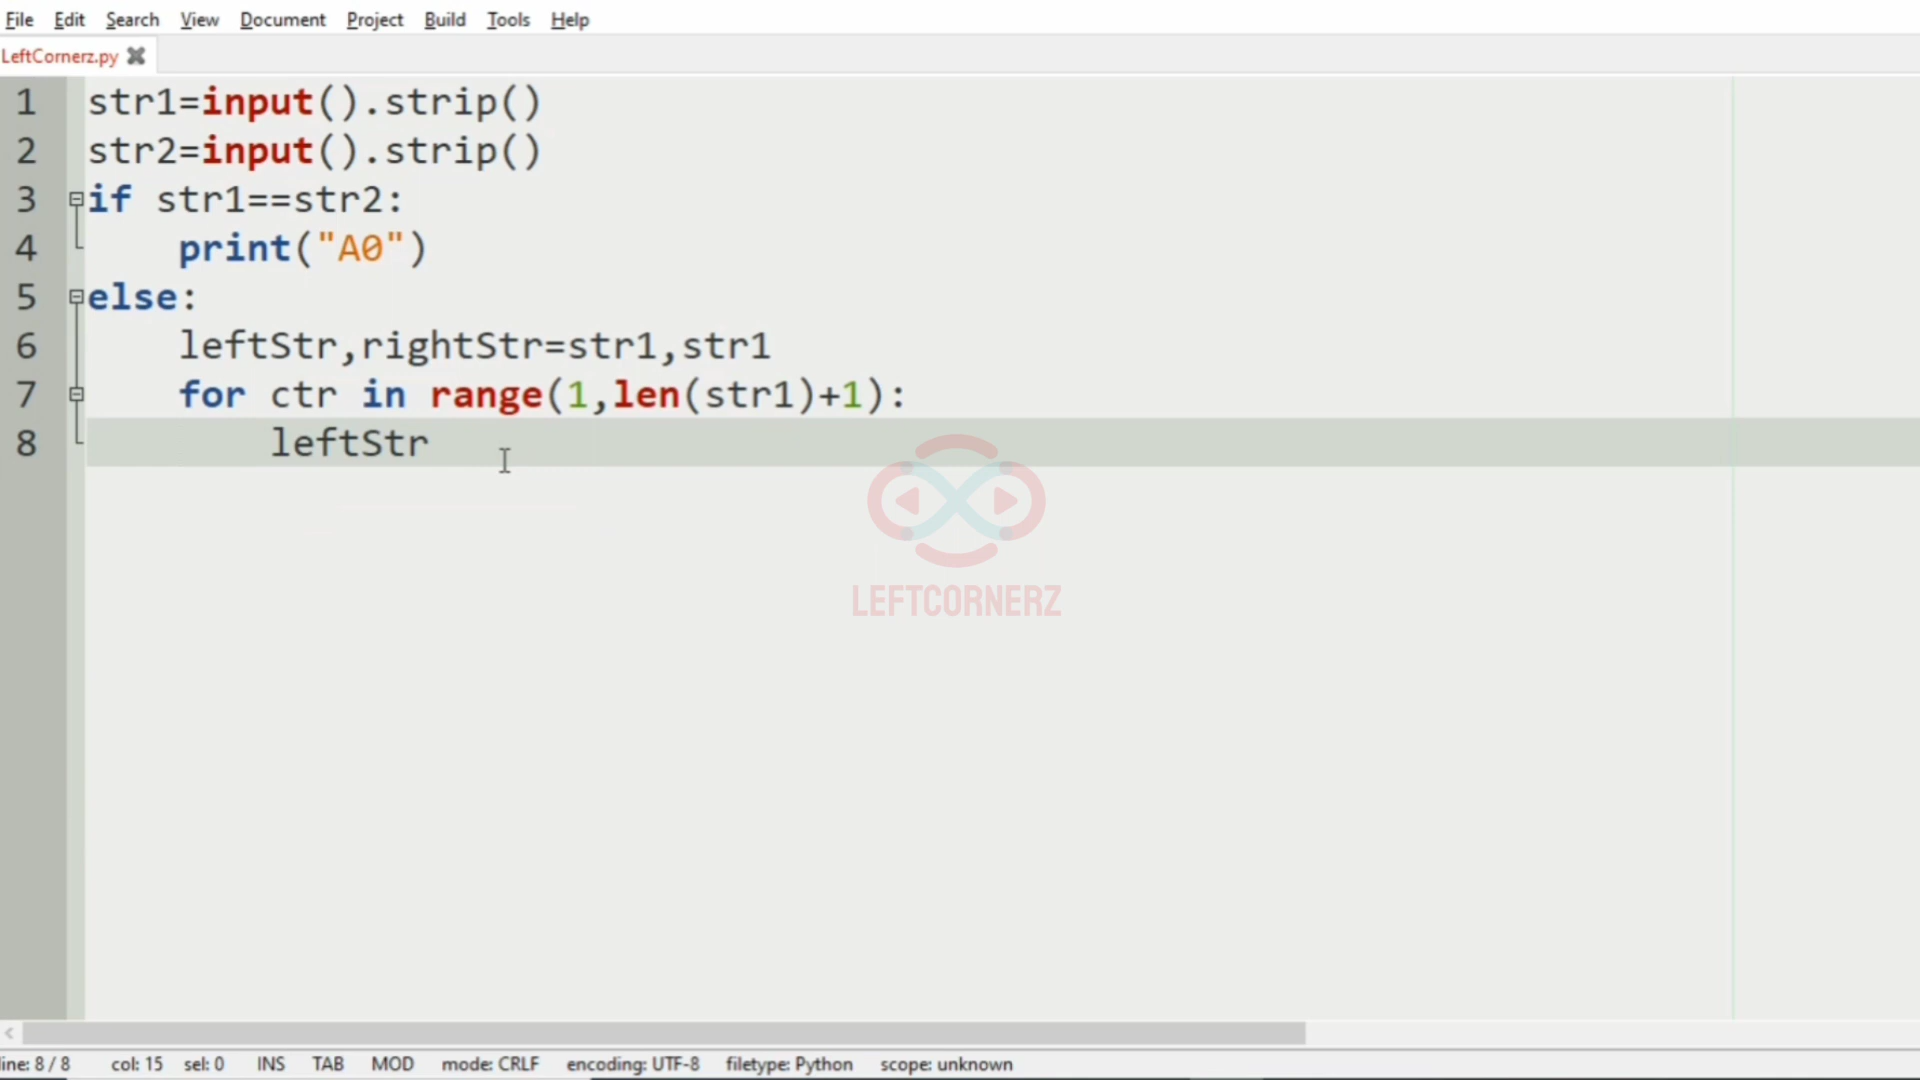 File Edit Search View Document Project Build Tools Help
LeftCornerz.py
1 str1=input().strip()
2 str2=input().strip()
3 if str1==str2:
4     print("A0")
5 else:
6     leftStr,rightStr=str1,str1
7     for ctr in range(1,len(str1)+1):
8         leftStr
LEFTCORNERZ
line: 8 / 8 col: 15 sel: 0 INS TAB MOD mode: CRLF encoding: UTF-8 filetype: Python scope: unknown